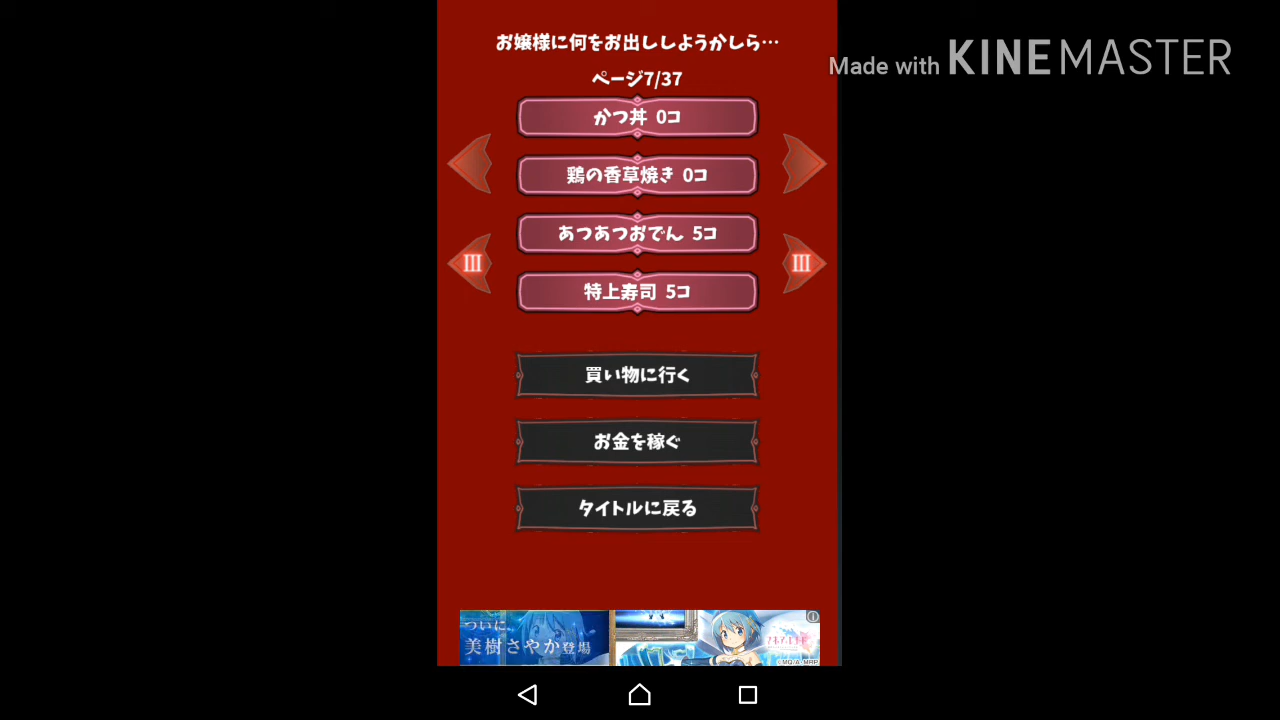 お嬢様に何をお出ししようかしら…
Made with KINEMASTER
ページ7/37
かつ丼 0コ
鶏の香草焼き 0コ
あつあつおでん 5コ
III
III
特上寿司 5コ
買い物に行く
お金を稼ぐ
タイトルに戻る
ついに
美樹さやか登場